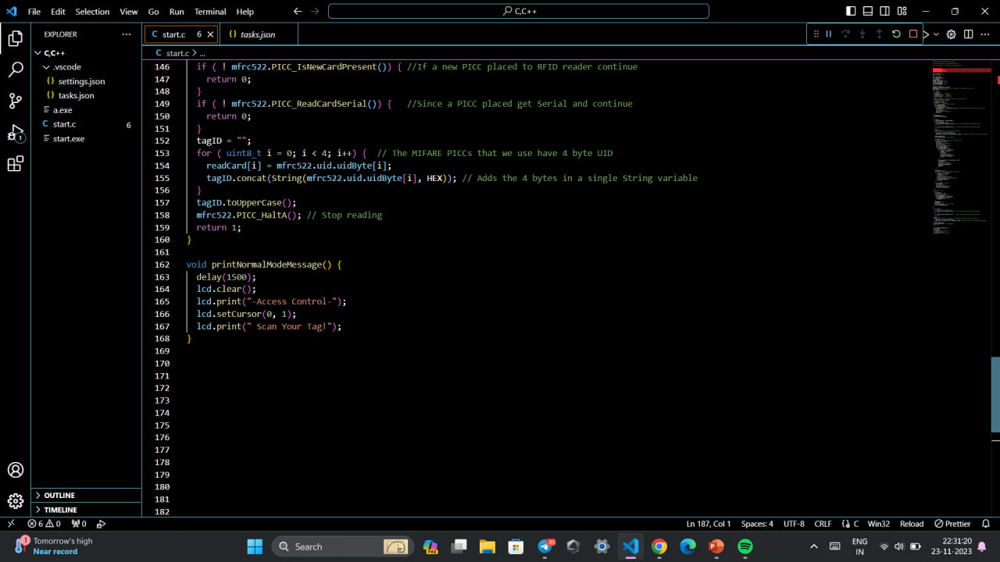 File Edit Selection View Go Run Terminal Help
C,C++
EXPLORER
C,C++
.vscode
settings.json
tasks.json
a.exe
start.c 6
start.exe
OUTLINE
TIMELINE
start.c 6
tasks.json
start.c > ...
146 if ( ! mfrc522.PICC_IsNewCardPresent()) { //If a new PICC placed to RFID reader continue
147 return 0;
148 }
149 if ( ! mfrc522.PICC_ReadCardSerial()) { //Since a PICC placed get Serial and continue
150 return 0;
151 }
152 tagID = "";
153 for ( uint8_t i = 0; i < 4; i++) { // The MIFARE PICCs that we use have 4 byte UID
154 readCard[i] = mfrc522.uid.uidByte[i];
155 tagID.concat(String(mfrc522.uid.uidByte[i], HEX)); // Adds the 4 bytes in a single String variable
156 }
157 tagID.toUpperCase();
158 mfrc522.PICC_HaltA(); // Stop reading
159 return 1;
160 }
161
162 void printNormalModeMessage() {
163 delay(1500);
164 lcd.clear();
165 lcd.print("-Access Control-");
166 lcd.setCursor(0, 1);
167 lcd.print(" Scan Your Tag!");
168 }
169
170
171
172
173
174
175
176
177
178
179
180
181
182
1
6 0 0
Ln 187, Col 1 Spaces: 4 UTF-8 CRLF {} C Win32 Reload Prettier
1
Tomorrow's high
Near record
Search
PRE
85
ENG
IN
22:31:20
23-11-2023